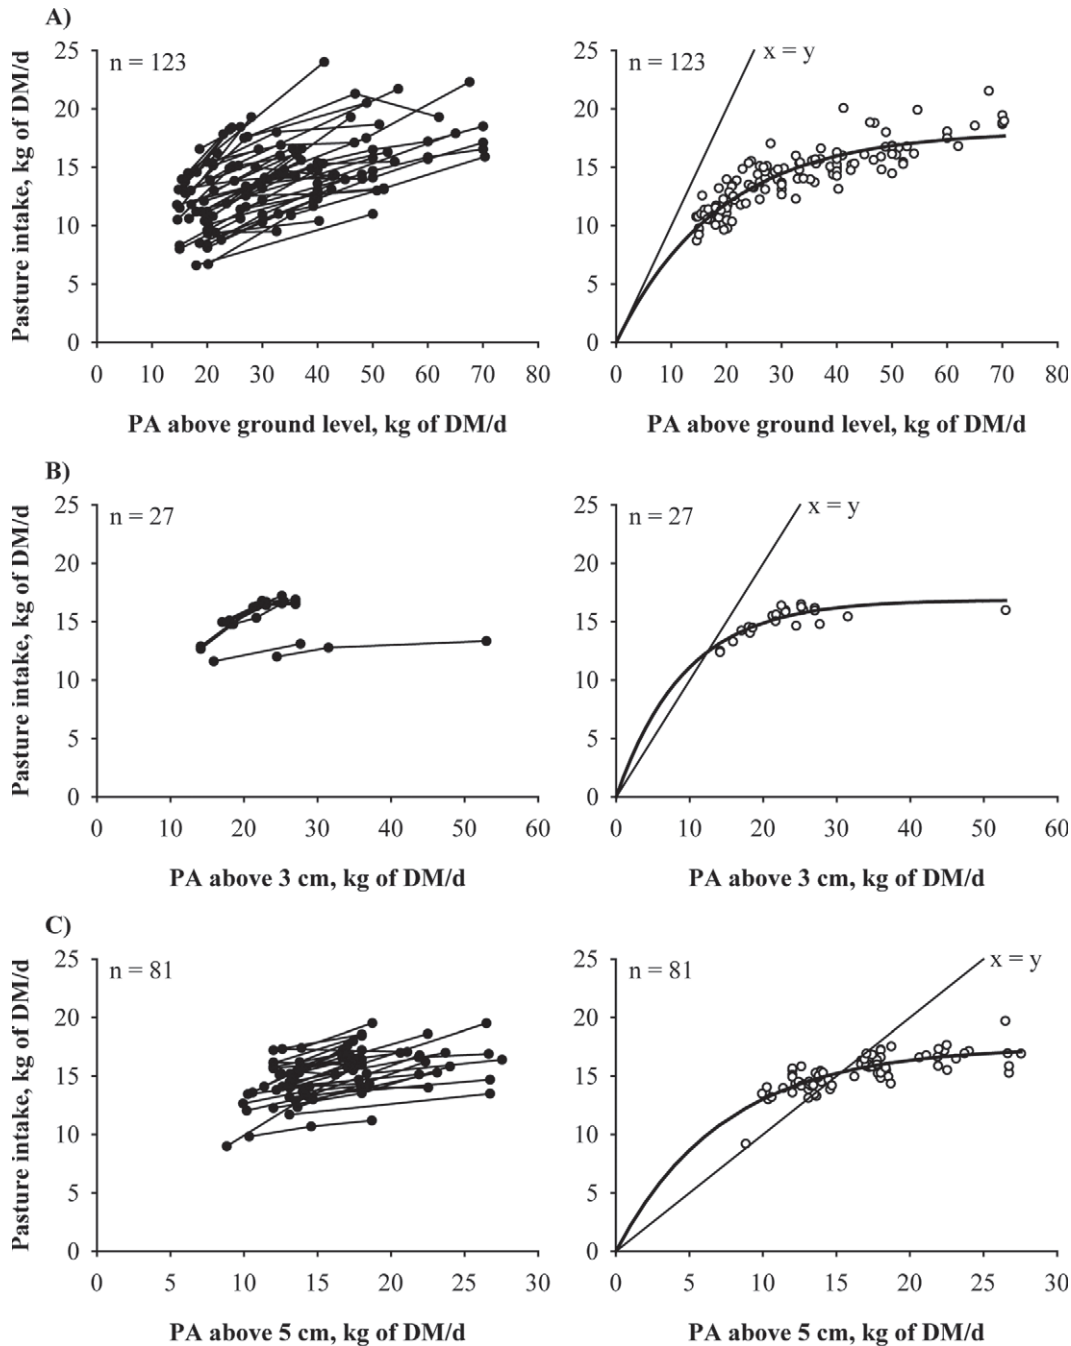 A)
Pasture intake, kg of DM/d
25
20
15
10
5
0
n = 123
0 10 20 30 40 50 60 70 80
PA above ground level, kg of DM/d
25
20
15
10
5
0
n = 123
x = y
0 10 20 30 40 50 60 70 80
PA above ground level, kg of DM/d
B)
Pasture intake, kg of DM/d
25
20
15
10
5
0
n = 27
0 10 20 30 40 50 60
PA above 3 cm, kg of DM/d
25
20
15
10
5
0
n = 27
x = y
0 10 20 30 40 50 60
PA above 3 cm, kg of DM/d
C)
Pasture intake, kg of DM/d
25
20
15
10
5
0
n = 81
0 5 10 15 20 25 30
PA above 5 cm, kg of DM/d
25
20
15
10
5
0
n = 81
x = y
0 5 10 15 20 25 30
PA above 5 cm, kg of DM/d